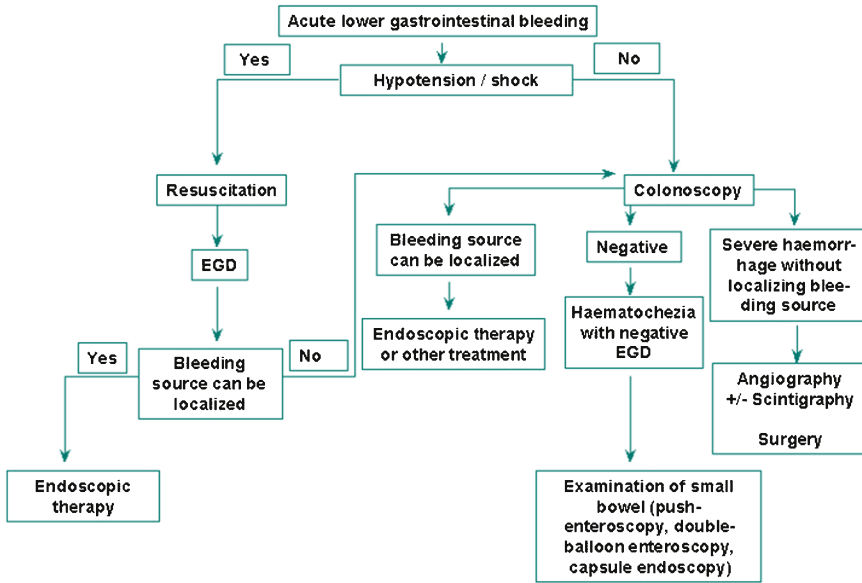 Acute lower gastrointestinal bleeding
Yes
No
Hypotension / shock
Resuscitation
Colonoscopy
EGD
Bleeding source
can be localized
Negative
Severe haemorr-
hage without
localizing blee-
ding source
Haematochezia
with negative
EGD
Endoscopic therapy
or other treatment
Yes
No
Bleeding
source can be
localized
Angiography
+/- Scintigraphy
Surgery
Endoscopic
therapy
Examination of small
bowel (push-
enteroscopy, double-
balloon enteroscopy,
capsule endoscopy)